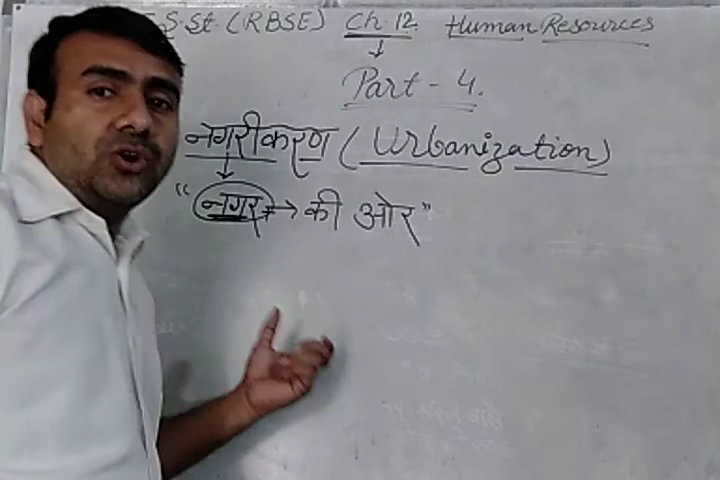 S.St. (RBSE) Ch. 12. Human Resources
↓
Part - 4.
नगरीकरण ( Urbanization)
↓
" नगर → की ओर"